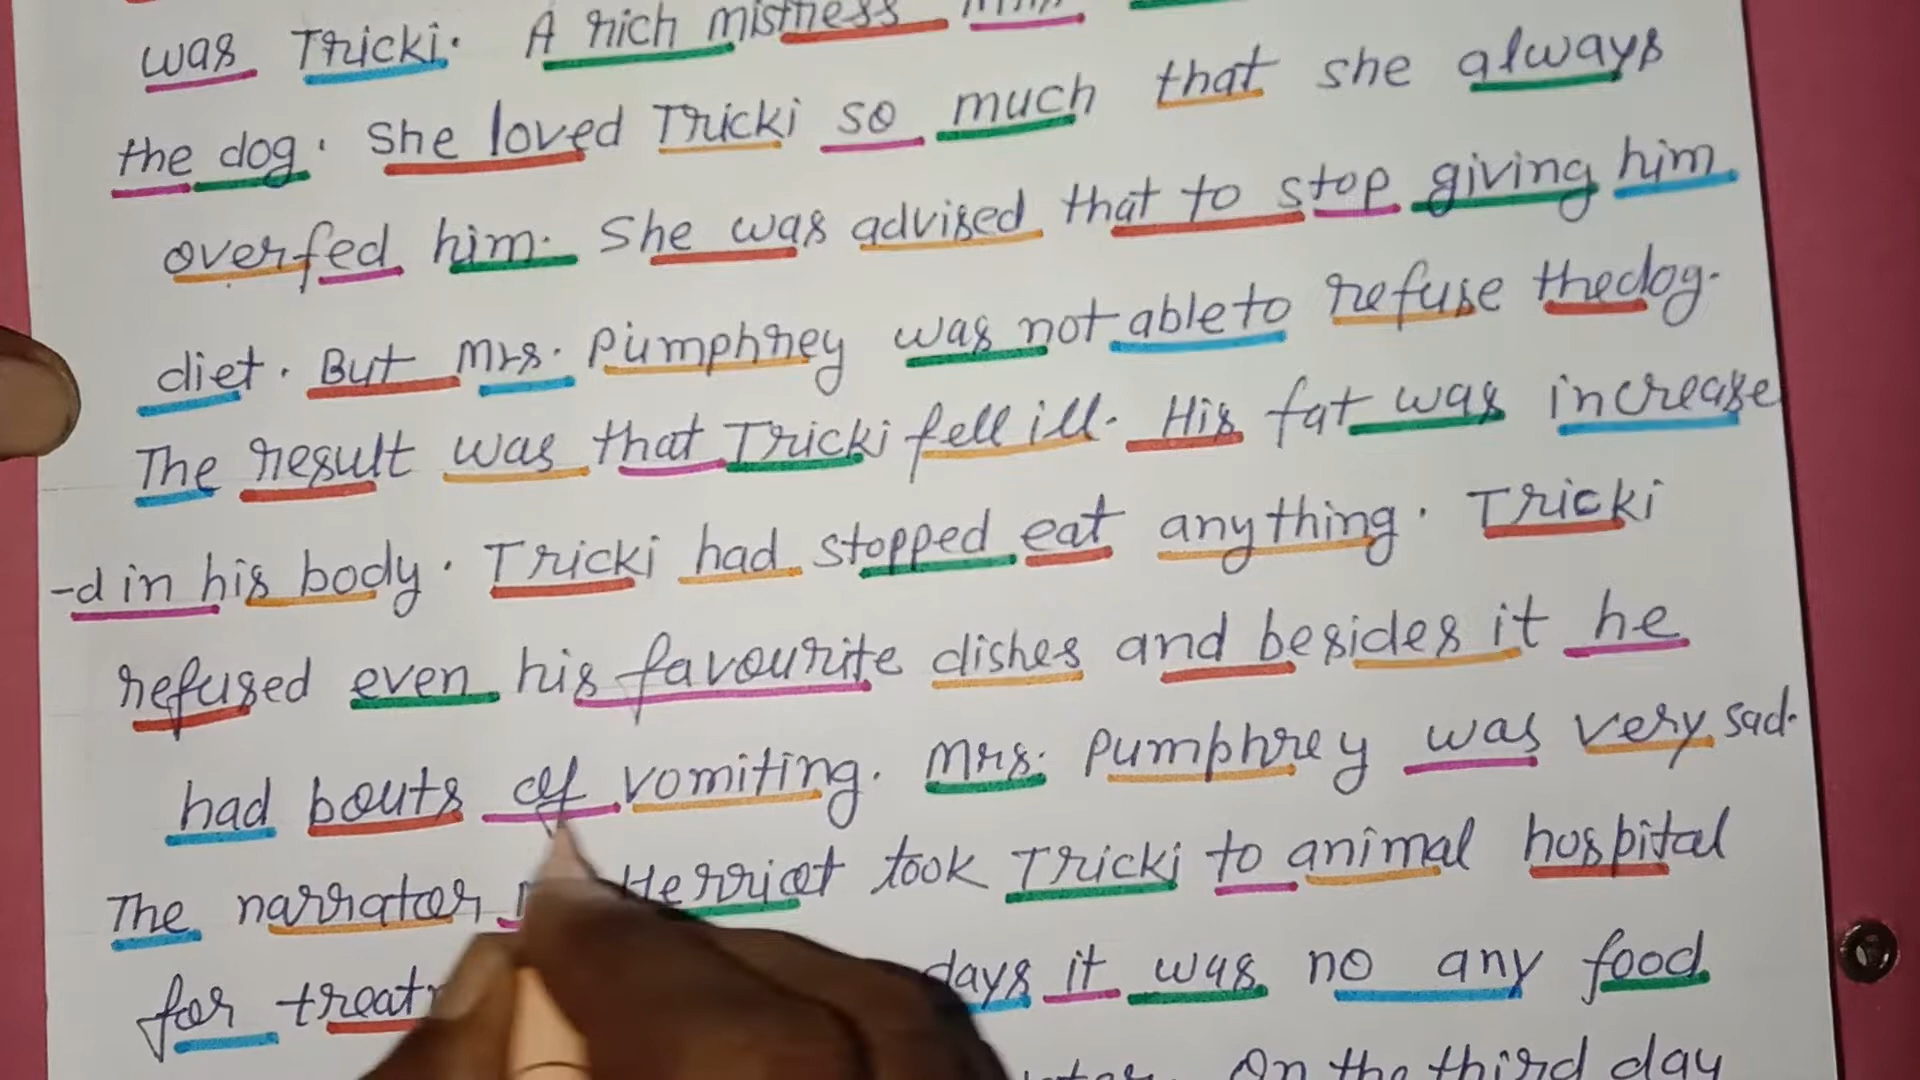 was Tricki. A rich mistress
the dog. She loved Tricki so much that she always
overfed him. She was advised that to stop giving him
diet. But Mrs. Pumphrey was not able to refuse the dog.
The result was that Tricki fell ill. His fat was increase
-d in his body. Tricki had stopped eat anything. Tricki
refused even his favourite dishes and besides it he
had bouts of vomiting. Mrs. Pumphrey was very sad.
The narrator Herriot took Tricki to animal hospital
for days it was no any food
On the third day